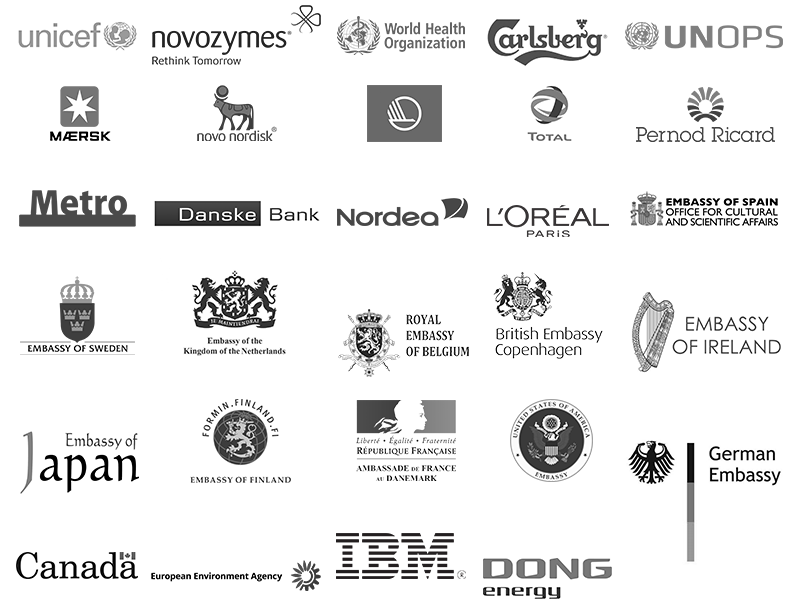 unicef
novozymes®
Rethink Tomorrow
World Health
Organization
Carlsberg®
UNOPS
MÆRSK
novo nordisk®
TOTAL
Pernod Ricard
Metro
Danske Bank
Nordea
L'ORÉAL
PARIS
EMBASSY OF SPAIN
OFFICE FOR CULTURAL
AND SCIENTIFIC AFFAIRS
EMBASSY OF SWEDEN
JE MAINTIENDRAI
Embassy of the
Kingdom of the Netherlands
ROYAL
EMBASSY
OF BELGIUM
British Embassy
Copenhagen
EMBASSY
OF IRELAND
Embassy of
Japan
FORMIN.FINLAND.FI
EMBASSY OF FINLAND
Liberté • Égalité • Fraternité
RÉPUBLIQUE FRANÇAISE
AMBASSADE DE FRANCE
AU DANEMARK
UNITED STATES OF AMERICA
EMBASSY
German
Embassy
Canada
European Environment Agency
IBM®
DONG
energy